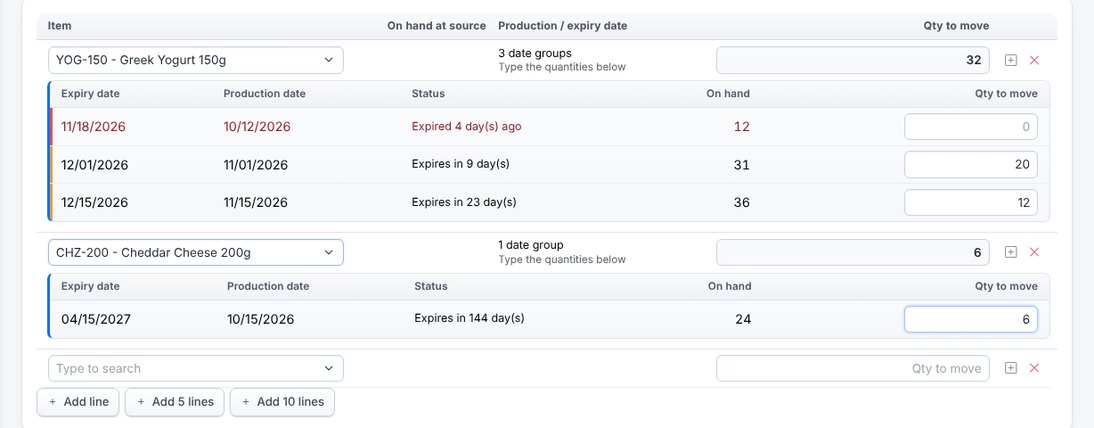 Item On hand at source Production / expiry date Qty to move
YOG-150 - Greek Yogurt 150g 3 date groups 32
Type the quantities below
Expiry date Production date Status On hand Qty to move
11/18/2026 10/12/2026 Expired 4 day(s) ago 12 0
12/01/2026 11/01/2026 Expires in 9 day(s) 31 20
12/15/2026 11/15/2026 Expires in 23 day(s) 36 12
CHZ-200 - Cheddar Cheese 200g 1 date group 6
Type the quantities below
Expiry date Production date Status On hand Qty to move
04/15/2027 10/15/2026 Expires in 144 day(s) 24 6
Type to search Qty to move
+ Add line + Add 5 lines + Add 10 lines